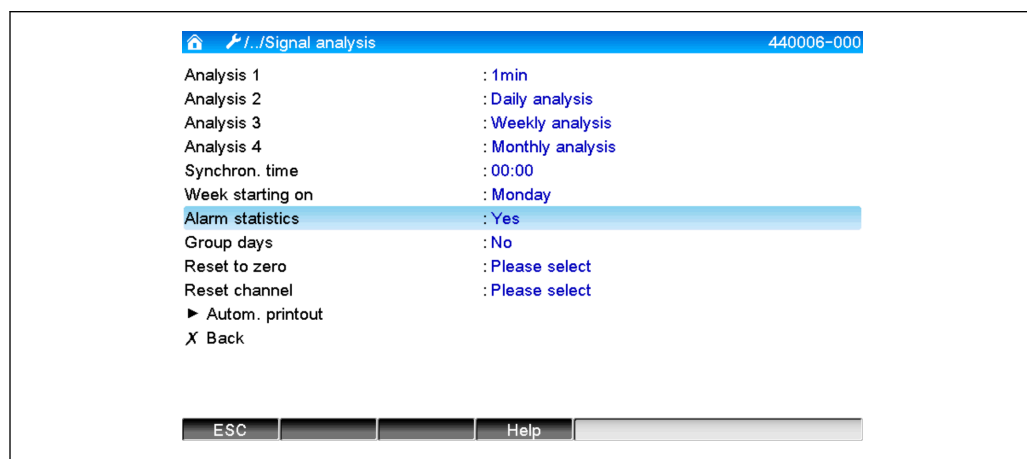 /../Signal analysis 440006-000
Analysis 1 : 1min
Analysis 2 : Daily analysis
Analysis 3 : Weekly analysis
Analysis 4 : Monthly analysis
Synchron. time : 00:00
Week starting on : Monday
Alarm statistics : Yes
Group days : No
Reset to zero : Please select
Reset channel : Please select
► Autom. printout
X Back
ESC Help